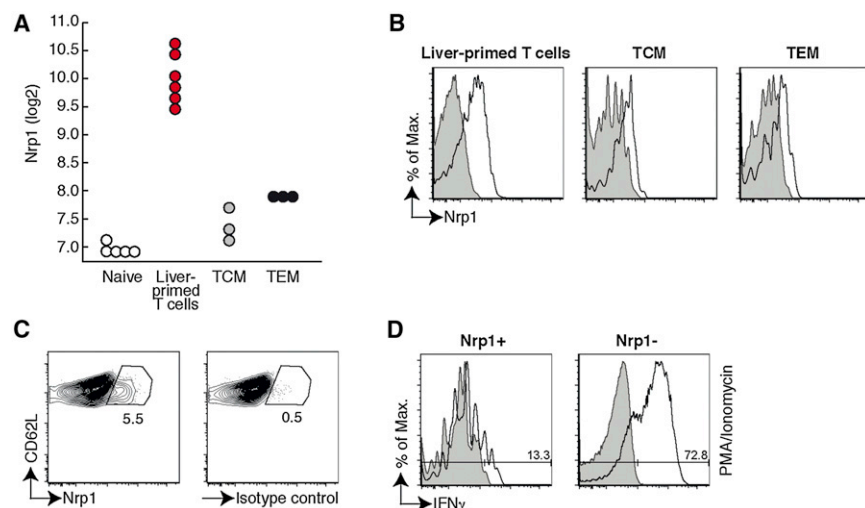 A
Nrp1 (log2)
11.0
10.5
10.0
9.5
9.0
8.5
8.0
7.5
7.0
Naive
Liver-
primed
T cells
TCM
TEM
B
Liver-primed T cells
TCM
TEM
% of Max.
Nrp1
C
CD62L
5.5
0.5
Nrp1
Isotype control
D
Nrp1+
Nrp1-
% of Max.
13.3
72.8
PMA/Ionomycin
IFNγ